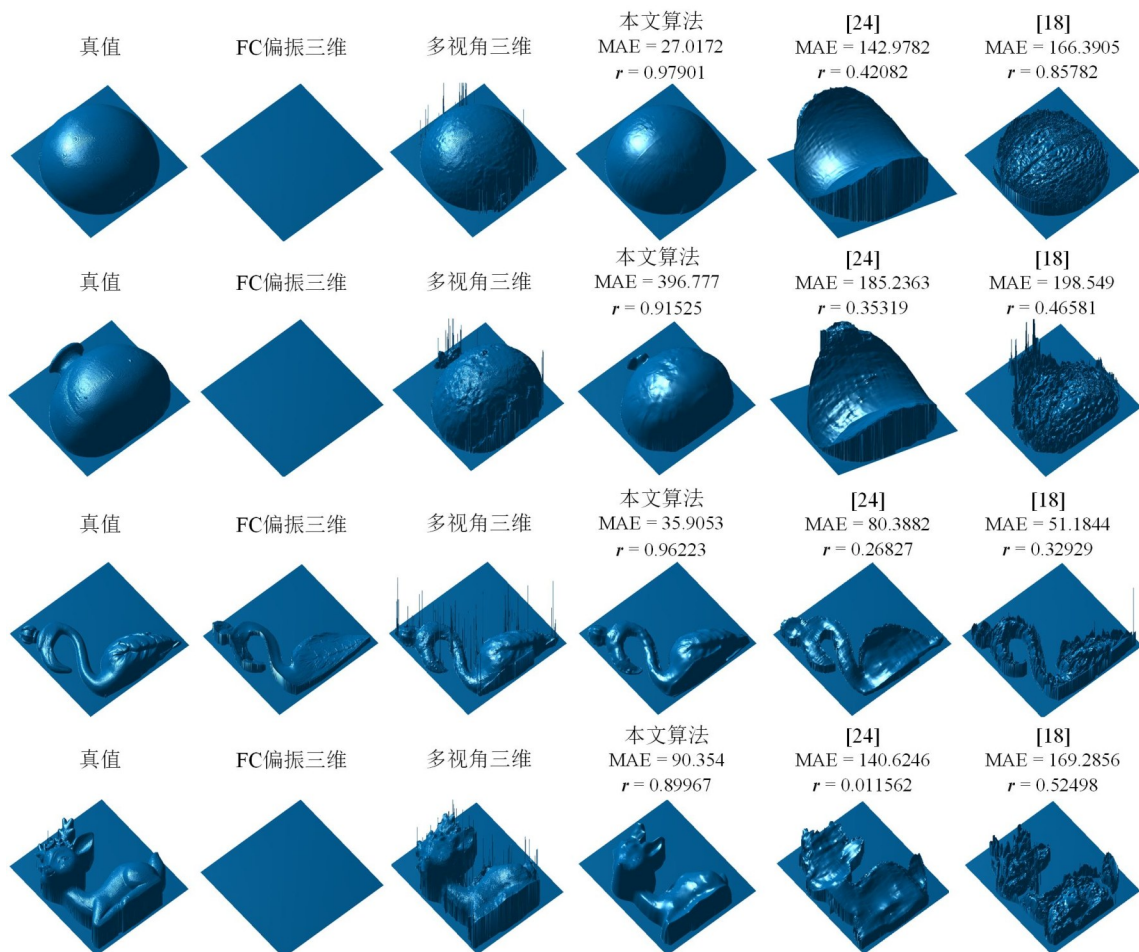 真值
FC偏振三维
多视角三维
本文算法
MAE = 27.0172
r = 0.97901
[24]
MAE = 142.9782
r = 0.42082
[18]
MAE = 166.3905
r = 0.85782
真值
FC偏振三维
多视角三维
本文算法
MAE = 396.777
r = 0.91525
[24]
MAE = 185.2363
r = 0.35319
[18]
MAE = 198.549
r = 0.46581
真值
FC偏振三维
多视角三维
本文算法
MAE = 35.9053
r = 0.96223
[24]
MAE = 80.3882
r = 0.26827
[18]
MAE = 51.1844
r = 0.32929
真值
FC偏振三维
多视角三维
本文算法
MAE = 90.354
r = 0.89967
[24]
MAE = 140.6246
r = 0.011562
[18]
MAE = 169.2856
r = 0.52498